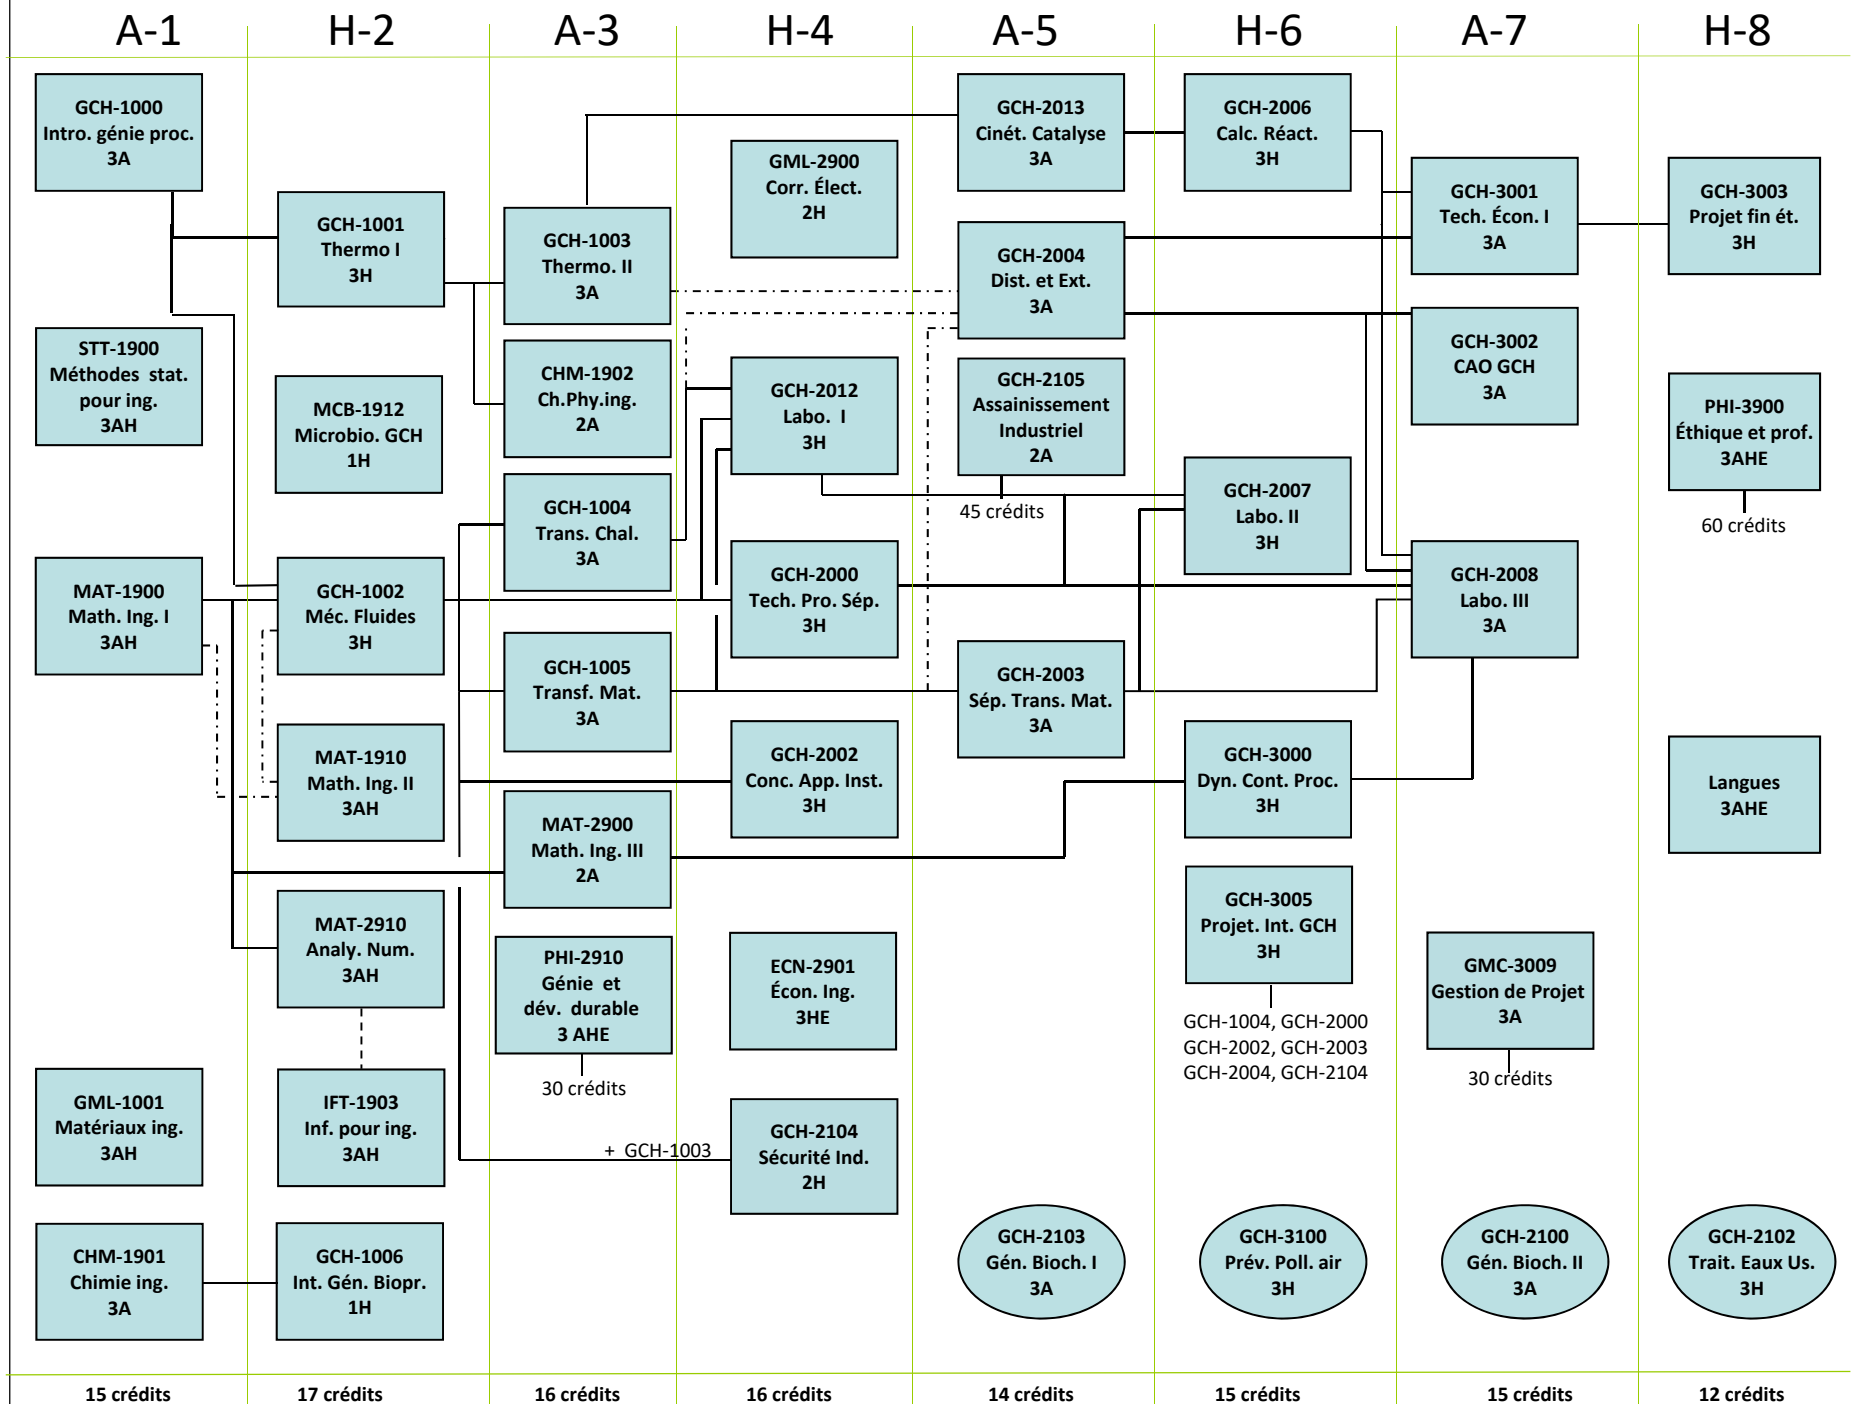 A-1
H-2
A-3
H-4
A-5
H-6
A-7
H-8
GCH-1000
Intro. génie proc.
3A
STT-1900
Méthodes stat.
pour ing.
3AH
MAT-1900
Math. Ing. I
3AH
GML-1001
Matériaux ing.
3AH
CHM-1901
Chimie ing.
3A
15 crédits
GCH-1001
Thermo I
3H
MCB-1912
Microbio. GCH
1H
GCH-1002
Méc. Fluides
3H
MAT-1910
Math. Ing. II
3AH
MAT-2910
Analy. Num.
3AH
IFT-1903
Inf. pour ing.
3AH
GCH-1006
Int. Gén. Biopr.
1H
17 crédits
GCH-1003
Thermo. II
3A
CHM-1902
Ch.Phy.ing.
2A
GCH-1004
Trans. Chal.
3A
GCH-1005
Transf. Mat.
3A
MAT-2900
Math. Ing. III
2A
PHI-2910
Génie et
dév. durable
3 AHE
30 crédits
+ GCH-1003
16 crédits
GML-2900
Corr. Élect.
2H
GCH-2012
Labo. I
3H
GCH-2000
Tech. Pro. Sép.
3H
GCH-2002
Conc. App. Inst.
3H
ECN-2901
Écon. Ing.
3HE
GCH-2104
Sécurité Ind.
2H
16 crédits
GCH-2013
Cinét. Catalyse
3A
GCH-2004
Dist. et Ext.
3A
GCH-2105
Assainissement
Industriel
2A
45 crédits
GCH-2003
Sép. Trans. Mat.
3A
GCH-2103
Gén. Bioch. I
3A
14 crédits
GCH-2006
Calc. Réact.
3H
GCH-2007
Labo. II
3H
GCH-3000
Dyn. Cont. Proc.
3H
GCH-3005
Projet. Int. GCH
3H
GCH-1004, GCH-2000
GCH-2002, GCH-2003
GCH-2004, GCH-2104
GCH-3100
Prév. Poll. air
3H
15 crédits
GCH-3001
Tech. Écon. I
3A
GCH-3002
CAO GCH
3A
GCH-2008
Labo. III
3A
GMC-3009
Gestion de Projet
3A
30 crédits
GCH-2100
Gén. Bioch. II
3A
15 crédits
GCH-3003
Projet fin ét.
3H
PHI-3900
Éthique et prof.
3AHE
60 crédits
Langues
3AHE
GCH-2102
Trait. Eaux Us.
3H
12 crédits